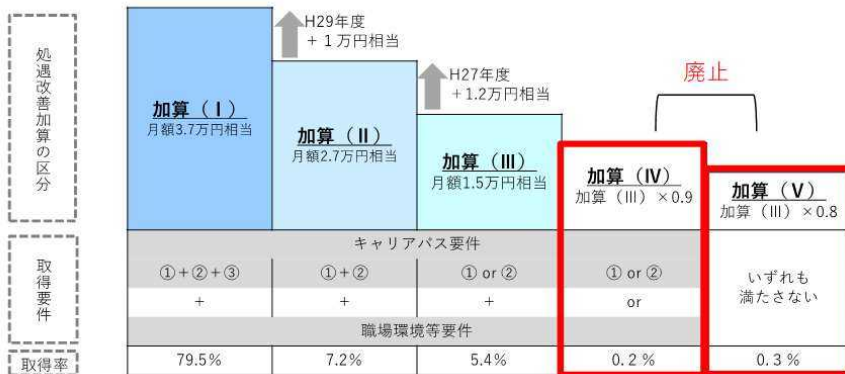 処遇改善加算の区分
H29年度
+ 1 万円相当
H27年度
+1.2万円相当
廃止
加算（Ⅰ）
月額3.7万円相当
加算（Ⅱ）
月額2.7万円相当
加算（Ⅲ）
月額1.5万円相当
加算（Ⅳ）
加算（Ⅲ）×0.9
加算（Ⅴ）
加算（Ⅲ）×0.8
取得要件
キャリアパス要件
①+②+③ ①+② ① or ② ① or ②
いずれも
満たさない
+ + + or
職場環境等要件
取得率 79.5% 7.2% 5.4% 0.2 % 0.3 %